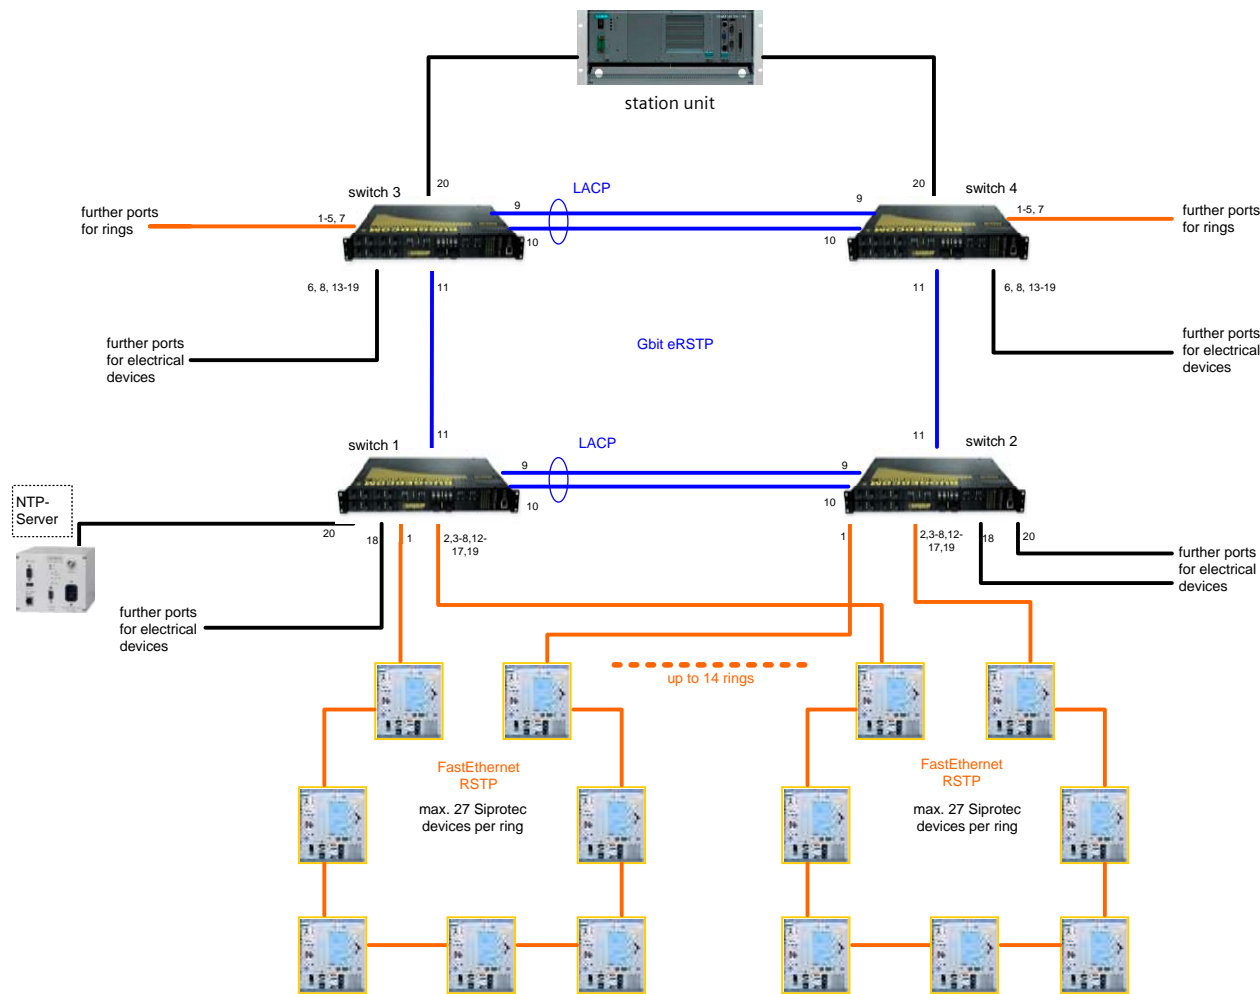 station unit
switch 3
20
LACP
20
switch 4
9
9
further ports
for rings
1-5, 7
1-5, 7
further ports
for rings
10
10
RUGGEDCOM
RUGGEDCOM
6, 8, 13-19
11
11
6, 8, 13-19
further ports
for electrical
devices
Gbit eRSTP
further ports
for electrical
devices
switch 1
11
LACP
11
switch 2
9
9
RUGGEDCOM
RUGGEDCOM
10
10
NTP-
Server
20
18
1
2,3-8,12-
17,19
1
2,3-8,12-
17,19
18
20
further ports
for electrical
devices
further ports
for electrical
devices
up to 14 rings
FastEthernet
RSTP
max. 27 Siprotec
devices per ring
FastEthernet
RSTP
max. 27 Siprotec
devices per ring